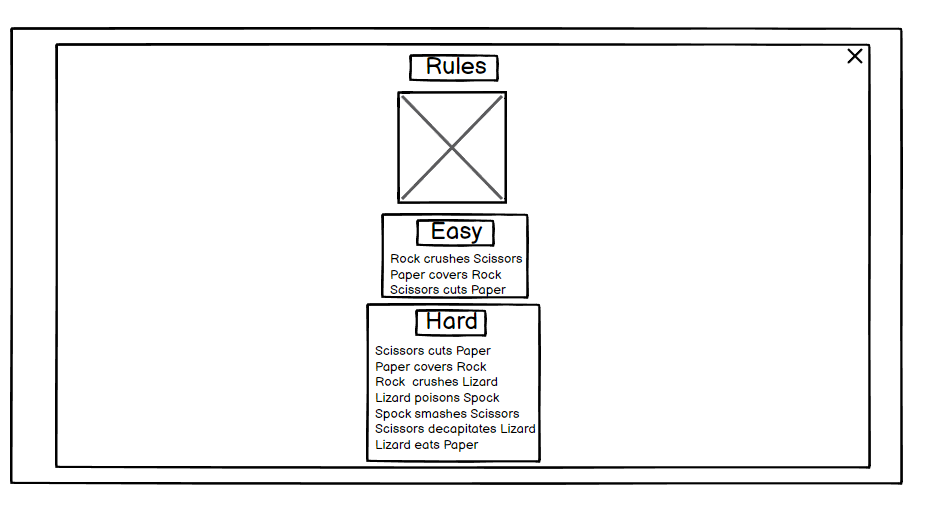 Rules
Easy
Rock crushes Scissors
Paper covers Rock
Scissors cuts Paper
Hard
Scissors cuts Paper
Paper covers Rock
Rock crushes Lizard
Lizard poisons Spock
Spock smashes Scissors
Scissors decapitates Lizard
Lizard eats Paper